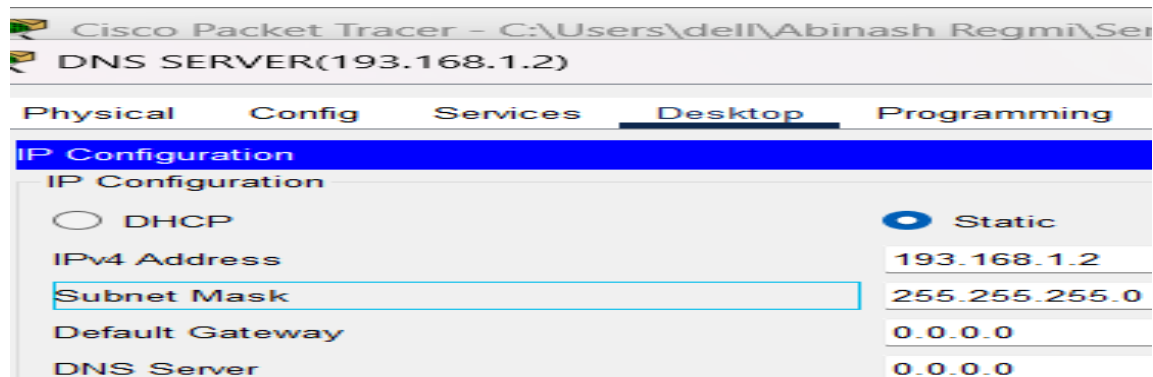 Cisco Packet Tracer - C:\Users\dell\Abinash Regmi\Ser
DNS SERVER(193.168.1.2)
Physical Config Services Desktop Programming
IP Configuration
IP Configuration
DHCP Static
IPv4 Address 193.168.1.2
Subnet Mask 255.255.255.0
Default Gateway 0.0.0.0
DNS Server 0.0.0.0